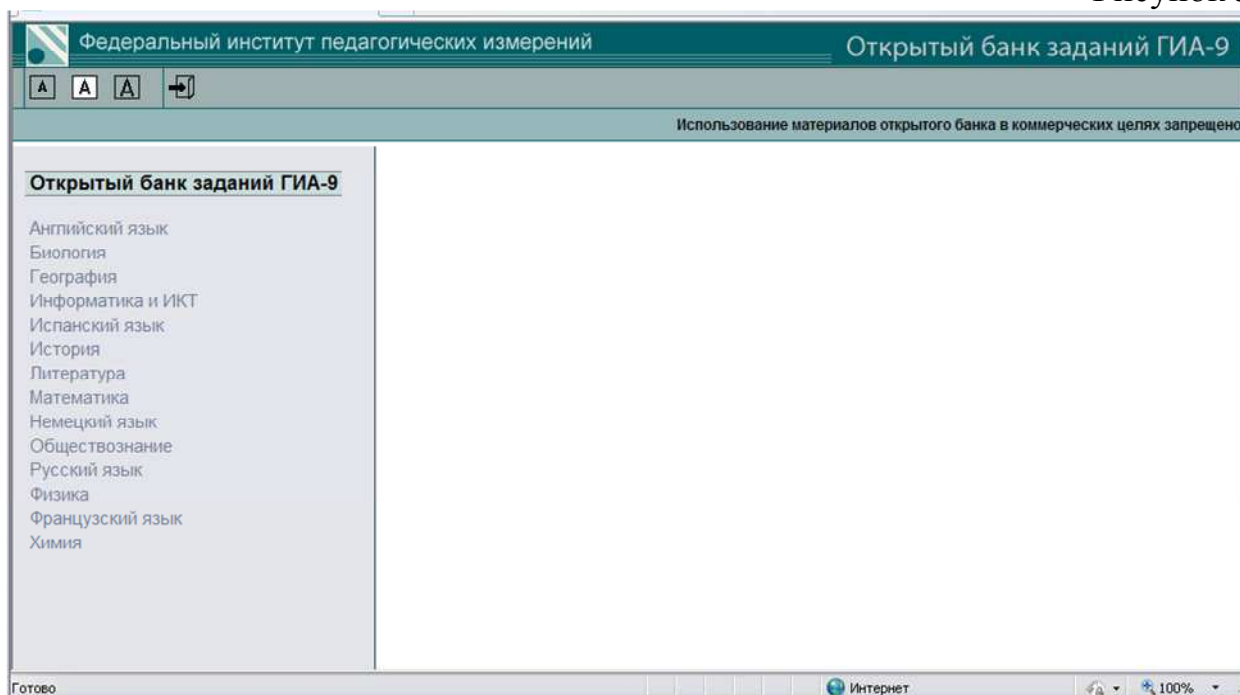 Федеральный институт педагогических измерений
Открытый банк заданий ГИА-9
А А А
Использование материалов открытого банка в коммерческих целях запрещено
Открытый банк заданий ГИА-9
Английский язык
Биология
География
Информатика и ИКТ
Испанский язык
История
Литература
Математика
Немецкий язык
Обществознание
Русский язык
Физика
Французский язык
Химия
Готово
Интернет
100%